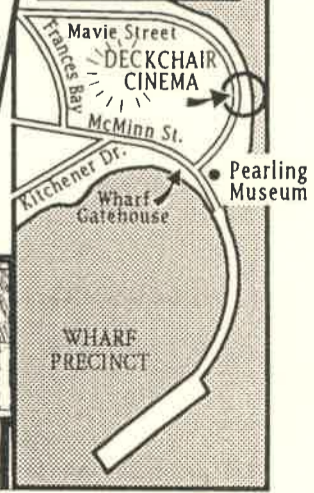 Mavie Street
Frances Bay
DECKCHAIR
CINEMA
McMinn St.
Kitchener Dr.
Pearling
Museum
Wharf
Gatehouse
WHARF
PRECINCT